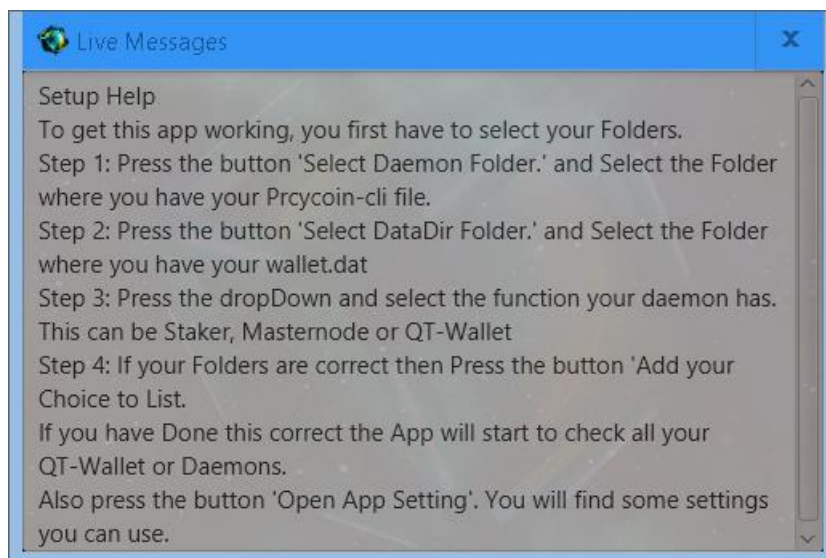 Live Messages
x
Setup Help
To get this app working, you first have to select your Folders.
Step 1: Press the button 'Select Daemon Folder.' and Select the Folder
where you have your Prcycoin-cli file.
Step 2: Press the button 'Select DataDir Folder.' and Select the Folder
where you have your wallet.dat
Step 3: Press the dropDown and select the function your daemon has.
This can be Staker, Masternode or QT-Wallet
Step 4: If your Folders are correct then Press the button 'Add your
Choice to List.
If you have Done this correct the App will start to check all your
QT-Wallet or Daemons.
Also press the button 'Open App Setting'. You will find some settings
you can use.